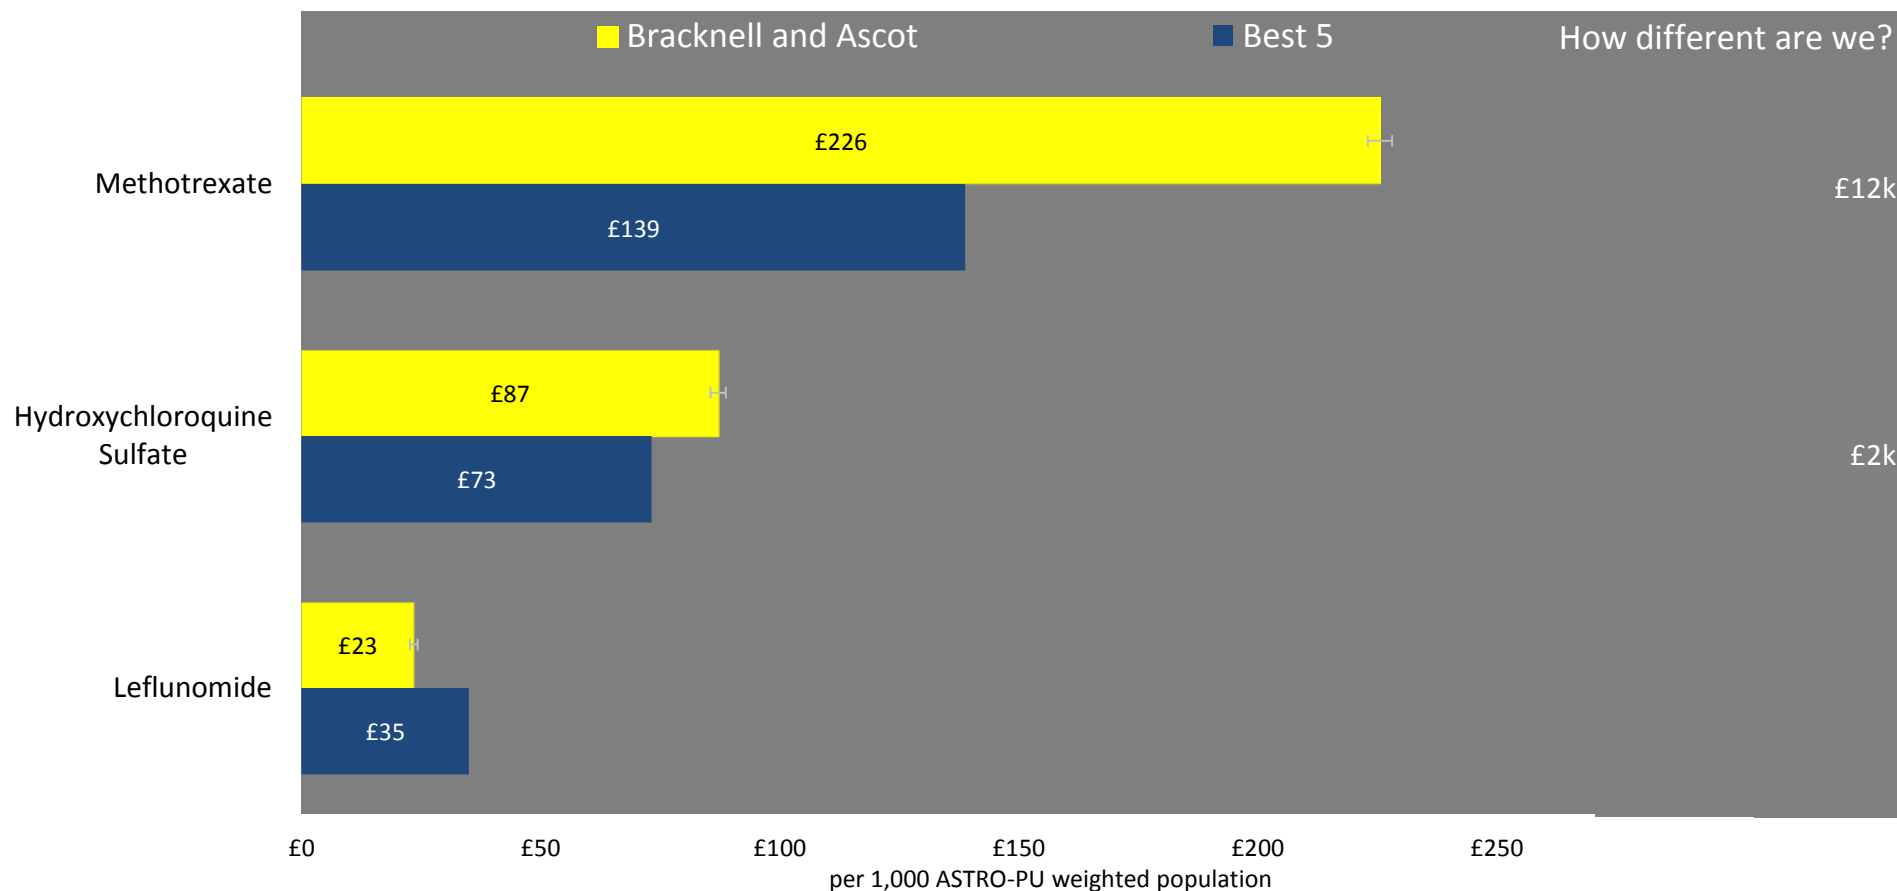 Bracknell and Ascot
Best 5
How different are we?
Methotrexate
£226
£139
£12k
Hydroxychloroquine
Sulfate
£87
£73
£2k
Leflunomide
£23
£35
£0 £50 £100 £150 £200 £250
per 1,000 ASTRO-PU weighted population